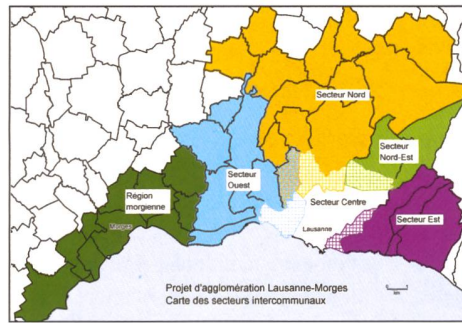 Secteur Nord
Secteur
Nord-Est
Secteur
Ouest
Région
morgienne
Secteur Centre
Morges
Secteur Est
Lausanne
Projet d'agglomération Lausanne-Morges
Carte des secteurs intercommunaux